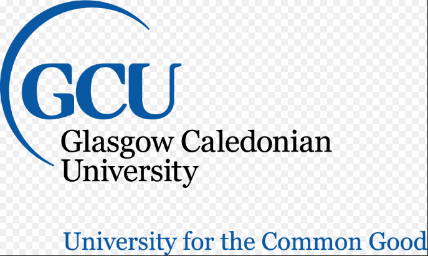 GCU
Glasgow Caledonian
University
University for the Common Good